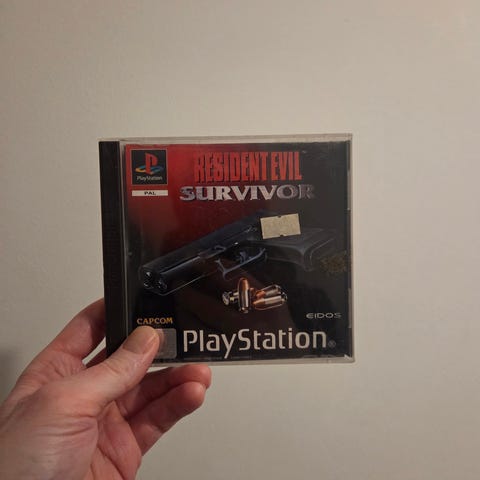 PlayStation
PAL
RESIDENT EVIL
SURVIVOR
CAPCOM
EIDOS
PlayStation